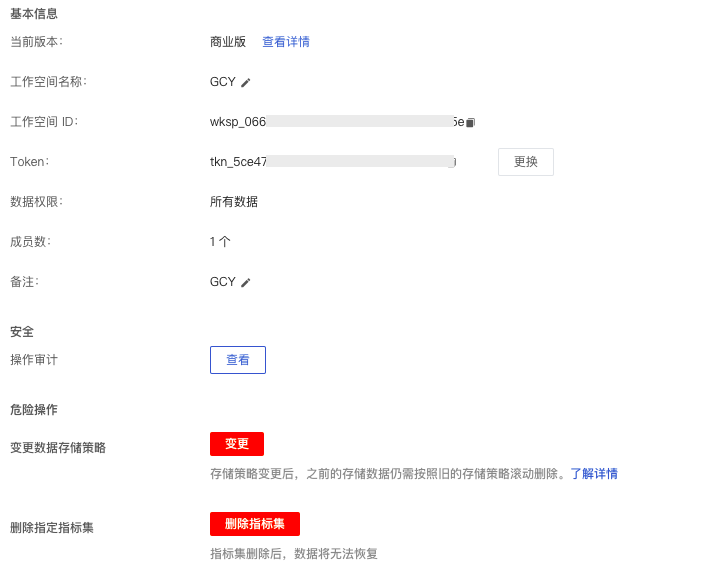 基本信息
当前版本： 商业版 查看详情
工作空间名称： GCY
工作空间 ID： wksp_066 5e
Token： tkn_5ce47 更换
数据权限： 所有数据
成员数： 1 个
备注： GCY
安全
操作审计 查看
危险操作
变更数据存储策略 变更
存储策略变更后，之前的存储数据仍需按照旧的存储策略滚动删除。了解详情
删除指定指标集 删除指标集
指标集删除后，数据将无法恢复